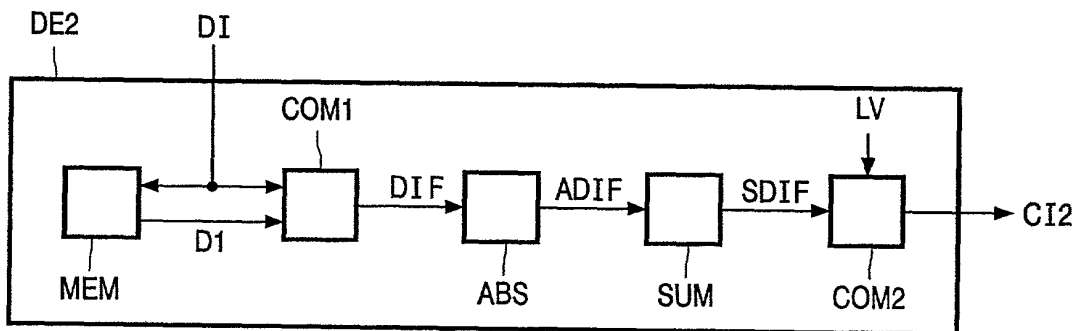 DE2
DI
COM1
LV
DIF
ADIF
SDIF
CI2
D1
MEM
ABS
SUM
COM2